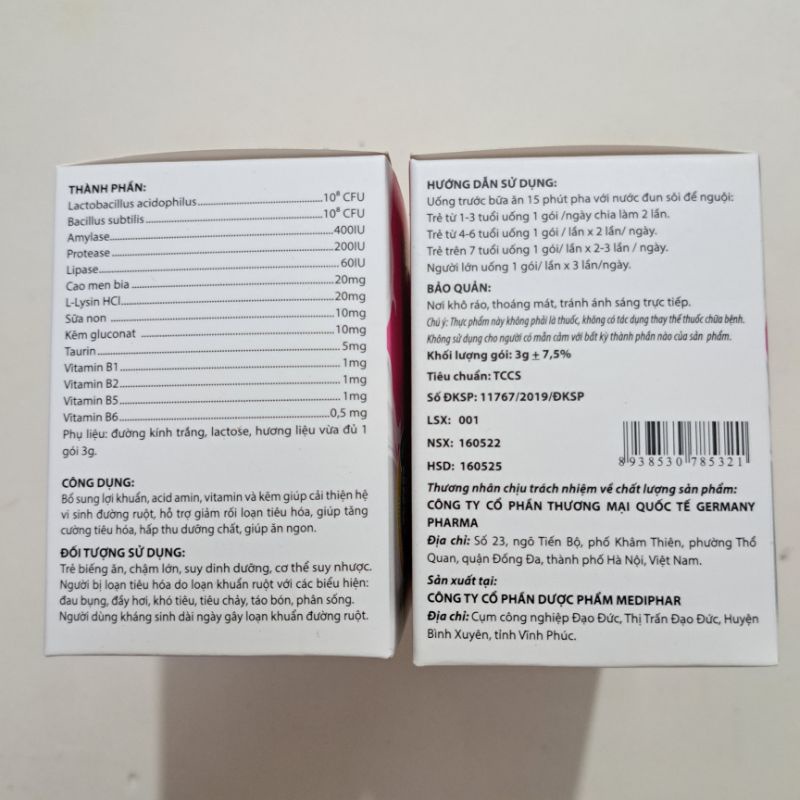 THÀNH PHẦN:
Lactobacillus acidophilus..........10⁸ CFU
Bacillus subtilis..........10⁸ CFU
Amylase..........400IU
Protease..........200IU
Lipase..........60IU
Cao men bia..........20mg
L-Lysin HCl..........20mg
Sữa non..........10mg
Kẽm gluconat..........10mg
Taurin..........5mg
Vitamin B1..........1mg
Vitamin B2..........1mg
Vitamin B5..........1mg
Vitamin B6..........0,5 mg
Phụ liệu: đường kính trắng, lactose, hương liệu vừa đủ 1
gói 3g.
CÔNG DỤNG:
Bổ sung lợi khuẩn, acid amin, vitamin và kẽm giúp cải thiện hệ
vi sinh đường ruột, hỗ trợ giảm rối loạn tiêu hóa, giúp tăng
cường tiêu hóa, hấp thu dưỡng chất, giúp ăn ngon.
ĐỐI TƯỢNG SỬ DỤNG:
Trẻ biếng ăn, chậm lớn, suy dinh dưỡng, cơ thể suy nhược.
Người bị loạn tiêu hóa do loạn khuẩn ruột với các biểu hiện:
đau bụng, đầy hơi, khó tiêu, tiêu chảy, táo bón, phân sống.
Người dùng kháng sinh dài ngày gây loạn khuẩn đường ruột.
HƯỚNG DẪN SỬ DỤNG:
Uống trước bữa ăn 15 phút pha với nước đun sôi để nguội:
Trẻ từ 1-3 tuổi uống 1 gói /ngày chia làm 2 lần.
Trẻ từ 4-6 tuổi uống 1 gói / lần x 2 lần/ ngày.
Trẻ trên 7 tuổi uống 1 gói/ lần x 2-3 lần / ngày.
Người lớn uống 1 gói/ lần x 3 lần/ngày.
BẢO QUẢN:
Nơi khô ráo, thoáng mát, tránh ánh sáng trực tiếp.
Chú ý: Thực phẩm này không phải là thuốc, không có tác dụng thay thế thuốc chữa bệnh.
Không sử dụng cho người có mẫn cảm với bất kỳ thành phần nào của sản phẩm.
Khối lượng gói: 3g ± 7,5%
Tiêu chuẩn: TCCS
Số ĐKSP: 11767/2019/ĐKSP
LSX: 001
NSX: 160522
HSD: 160525
8 938530 785321
Thương nhân chịu trách nhiệm về chất lượng sản phẩm:
CÔNG TY CỔ PHẦN THƯƠNG MẠI QUỐC TẾ GERMANY
PHARMA
Địa chỉ: Số 23, ngõ Tiến Bộ, phố Khâm Thiên, phường Thổ
Quan, quận Đống Đa, thành phố Hà Nội, Việt Nam.
Sản xuất tại:
CÔNG TY CỔ PHẦN DƯỢC PHẨM MEDIPHAR
Địa chỉ: Cụm công nghiệp Đạo Đức, Thị Trấn Đạo Đức, Huyện
Bình Xuyên, tỉnh Vĩnh Phúc.